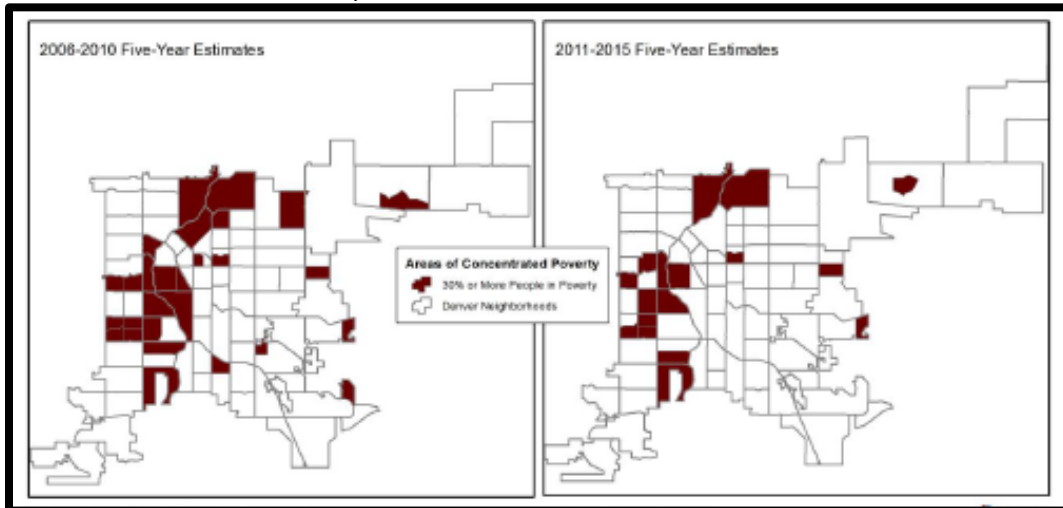 2006-2010 Five-Year Estimates
2011-2015 Five-Year Estimates
Areas of Concentrated Poverty
30% or More People in Poverty
Denver Neighborhoods